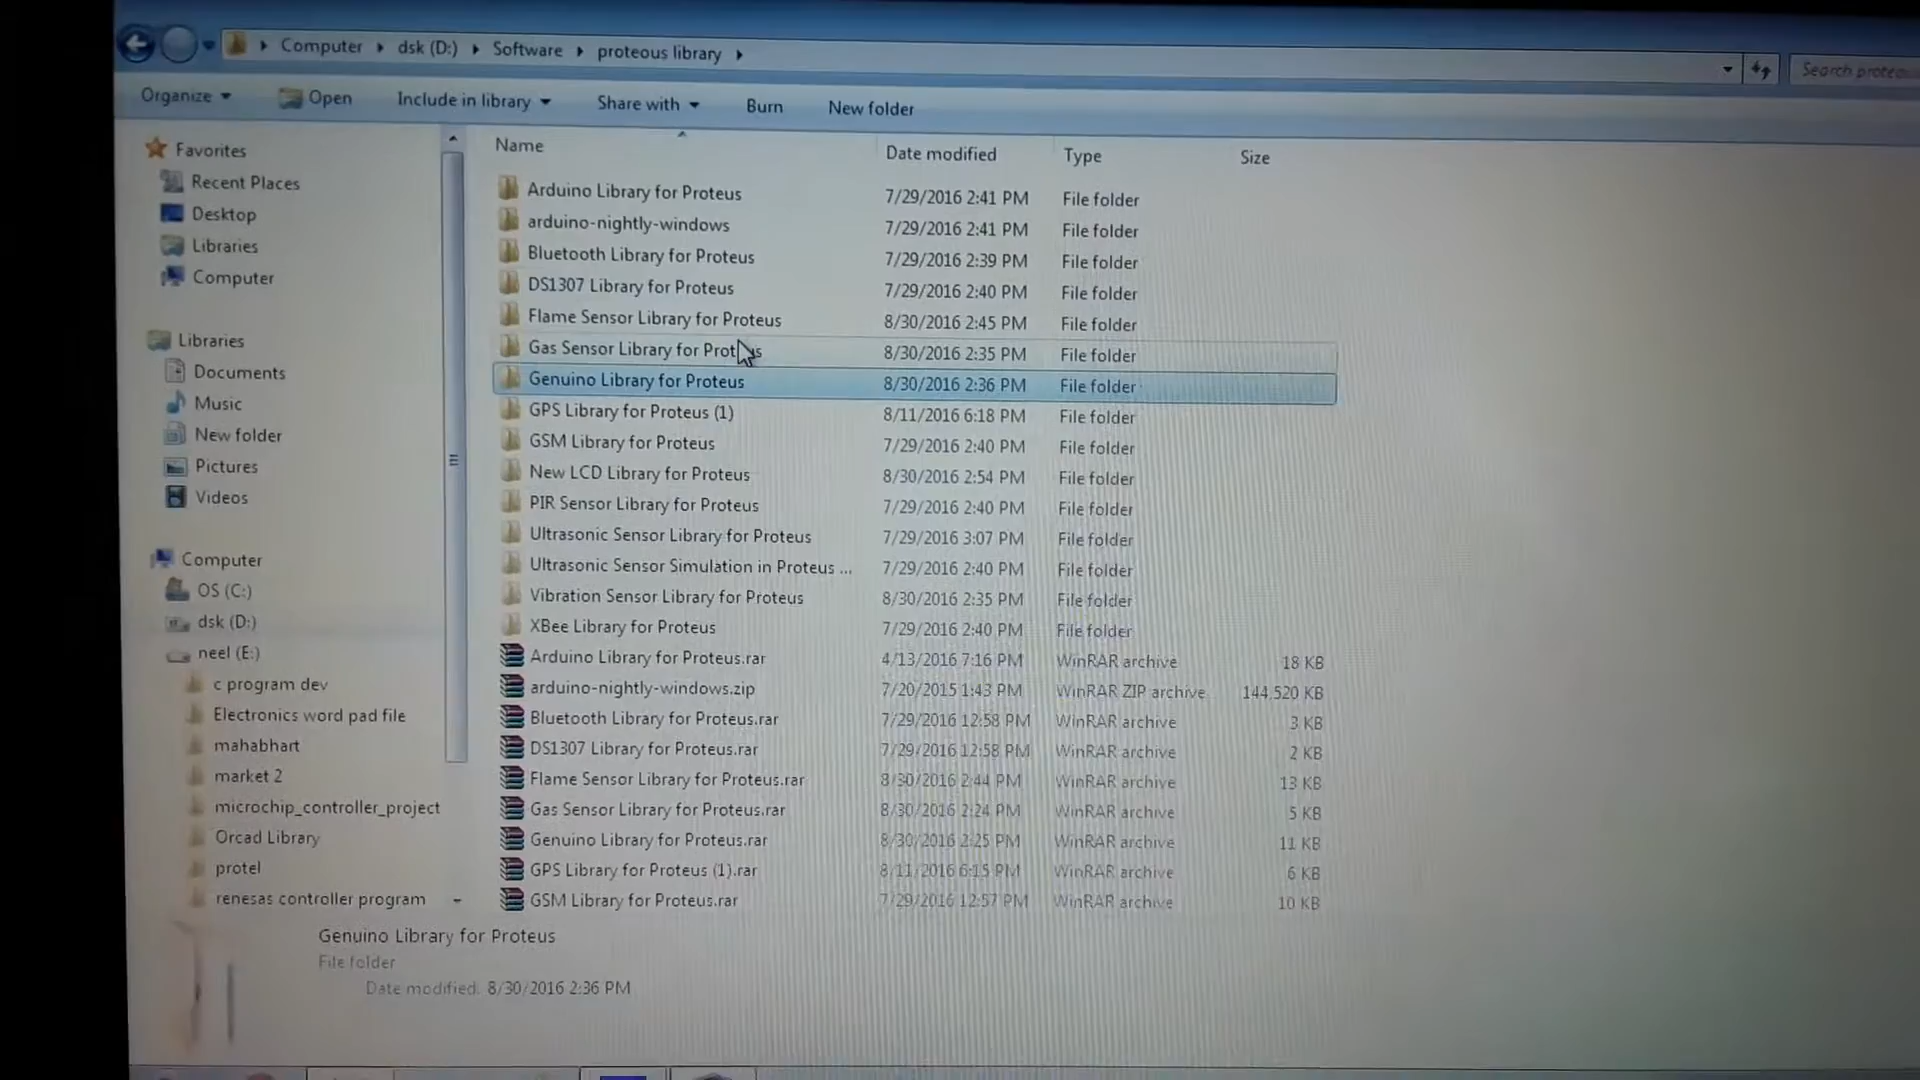 Computer dsk (D:) Software proteous library
Search
Organize Open Include in library Share with Burn New folder
Name Date modified Type Size
Favorites
Recent Places
Desktop
Libraries
Computer
Libraries
Documents
Music
New folder
Pictures
Videos
Computer
OS (C:)
dsk (D:)
neel (E:)
c program dev
Electronics word pad file
mahabhart
market 2
microchip_controller_project
Orcad Library
protel
renesas controller program
Arduino Library for Proteus 7/29/2016 2:41 PM File folder
arduino-nightly-windows 7/29/2016 2:41 PM File folder
Bluetooth Library for Proteus 7/29/2016 2:39 PM File folder
DS1307 Library for Proteus 7/29/2016 2:40 PM File folder
Flame Sensor Library for Proteus 8/30/2016 2:45 PM File folder
Gas Sensor Library for Proteus 8/30/2016 2:35 PM File folder
Genuino Library for Proteus 8/30/2016 2:36 PM File folder
GPS Library for Proteus (1) 8/11/2016 6:18 PM File folder
GSM Library for Proteus 7/29/2016 2:40 PM File folder
New LCD Library for Proteus 8/30/2016 2:54 PM File folder
PIR Sensor Library for Proteus 7/29/2016 2:40 PM File folder
Ultrasonic Sensor Library for Proteus 7/29/2016 3:07 PM File folder
Ultrasonic Sensor Simulation in Proteus ... 7/29/2016 2:40 PM File folder
Vibration Sensor Library for Proteus 8/30/2016 2:35 PM File folder
XBee Library for Proteus 7/29/2016 2:40 PM File folder
Arduino Library for Proteus.rar 4/13/2016 7:16 PM WinRAR archive 18 KB
arduino-nightly-windows.zip 7/20/2015 1:43 PM WinRAR ZIP archive 144,520 KB
Bluetooth Library for Proteus.rar 7/29/2016 12:58 PM WinRAR archive 3 KB
DS1307 Library for Proteus.rar 7/29/2016 12:58 PM WinRAR archive 2 KB
Flame Sensor Library for Proteus.rar 8/30/2016 2:44 PM WinRAR archive 13 KB
Gas Sensor Library for Proteus.rar 8/30/2016 2:24 PM WinRAR archive 5 KB
Genuino Library for Proteus.rar 8/30/2016 2:25 PM WinRAR archive 11 KB
GPS Library for Proteus (1).rar 8/11/2016 6:15 PM WinRAR archive 6 KB
GSM Library for Proteus.rar 7/29/2016 12:57 PM WinRAR archive 10 KB
Genuino Library for Proteus
File folder
Date modified: 8/30/2016 2:36 PM